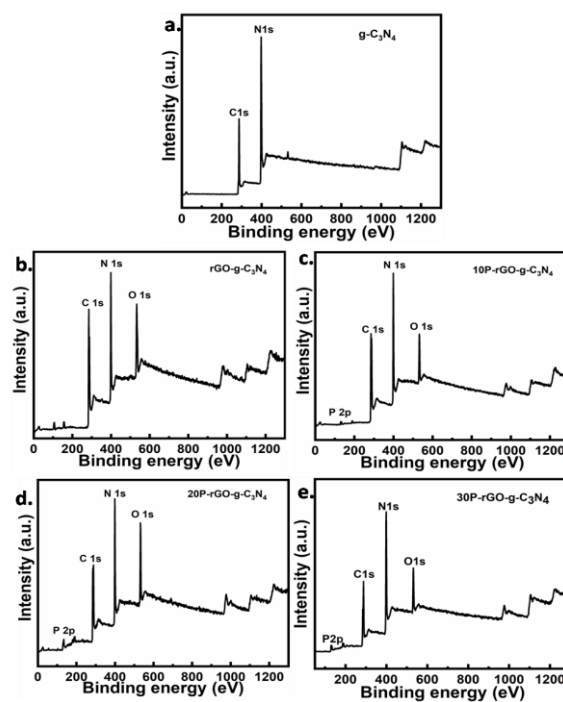 a.
g-C₃N₄
N1s
C1s
Intensity (a.u.)
0 200 400 600 800 1000 1200
Binding energy (eV)
b.
rGO-g-C₃N₄
N 1s
C 1s
O 1s
Intensity (a.u.)
0 200 400 600 800 1000 1200
Binding energy (eV)
c.
10P-rGO-g-C₃N₄
N 1s
C 1s
O 1s
P 2p
Intensity (a.u.)
0 200 400 600 800 1000 1200
Binding energy (eV)
d.
20P-rGO-g-C₃N₄
N 1s
O 1s
C 1s
P 2p
Intensity (a.u.)
0 200 400 600 800 1000 1200
Binding energy (eV)
e.
30P-rGO-g-C₃N₄
N1s
C1s
O1s
P2p
Intensity (a.u.)
200 400 600 800 1000 1200
Binding energy (eV)